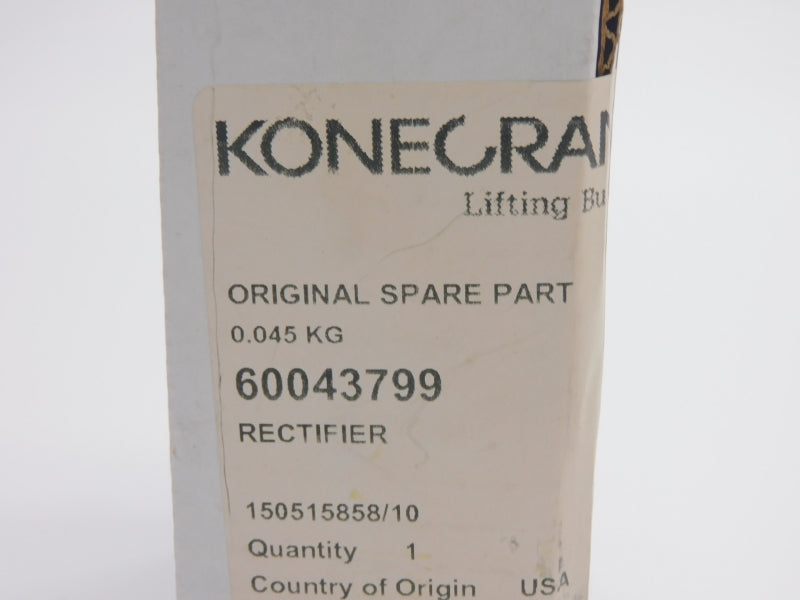 KONECRAN
Lifting Bu
ORIGINAL SPARE PART
0.045 KG
60043799
RECTIFIER
150515858/10
Quantity 1
Country of Origin USA